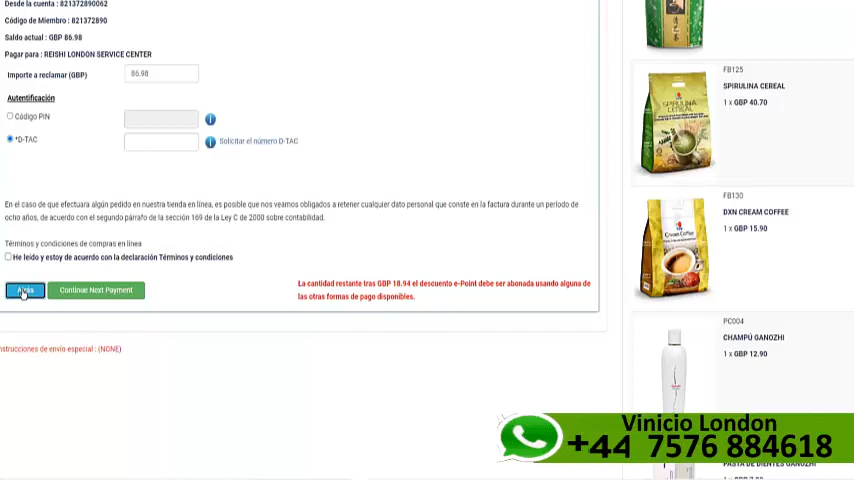 Desde la cuenta : 821372890062
Código de Miembro : 821372890
Saldo actual : GBP 86.98
Pagar para : REISHI LONDON SERVICE CENTER
Importe a reclamar (GBP)
86.98
Autentificación
Código PIN
*D-TAC
Solicitar el número D-TAC
En el caso de que efectuara algún pedido en nuestra tienda en línea, es posible que nos veamos obligados a retener cualquier dato personal que conste en la factura durante un período de
ocho años, de acuerdo con el segundo párrafo de la sección 169 de la Ley C de 2000 sobre contabilidad.
Términos y condiciones de compras en línea
He leído y estoy de acuerdo con la declaración Términos y condiciones
Atrás
Continue Next Payment
La cantidad restante tras GBP 18.94 el descuento e-Point debe ser abonada usando alguna de
las otras formas de pago disponibles.
nstrucciones de envío especial : (NONE)
FB125
SPIRULINA CEREAL
1 x GBP 40.70
SPIRULINA
CEREAL
FB130
DXN CREAM COFFEE
1 x GBP 15.90
Cream Coffee
PC004
CHAMPÚ GANOZHI
1 x GBP 12.90
Vinicio London
+44 7576 884618
PASTA DE DIENTES GANOZHI